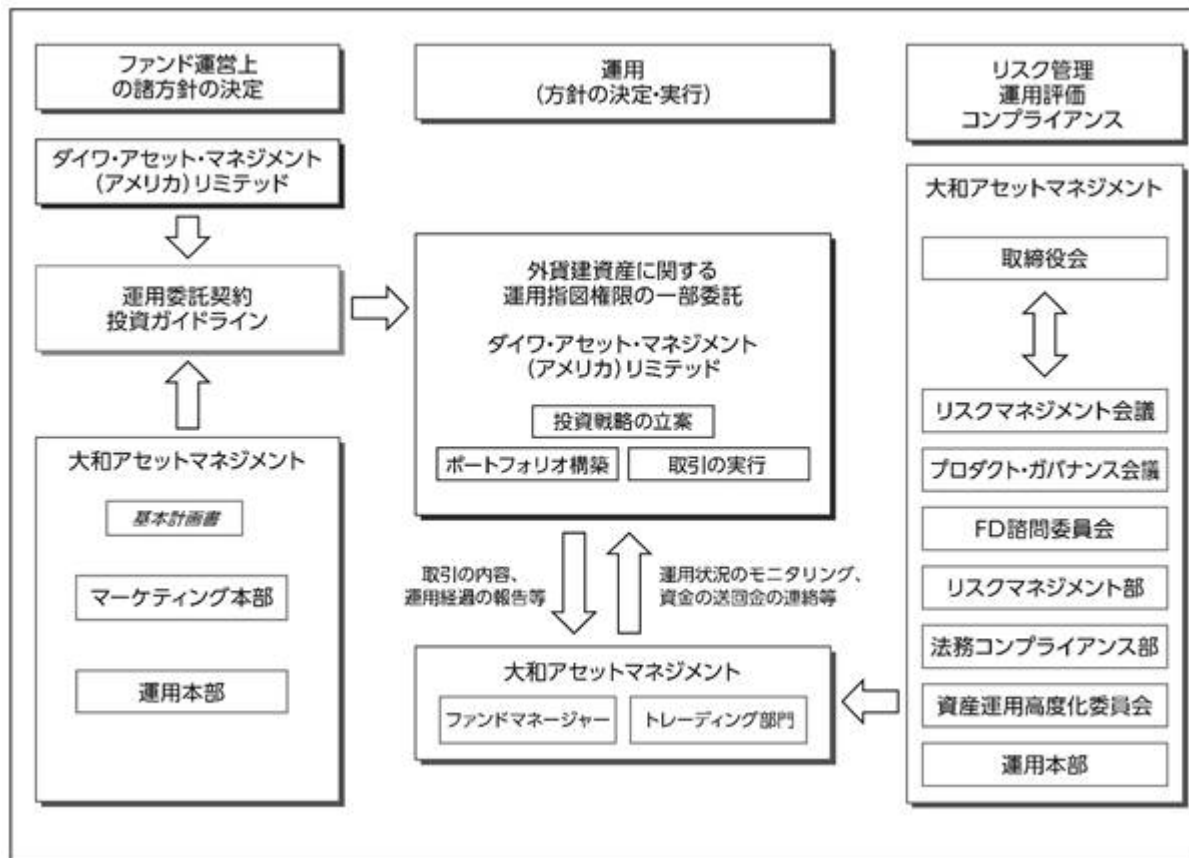 ファンド運営上
の諸方針の決定
ダイワ・アセット・マネジメント
(アメリカ)リミテッド
運用委託契約
投資ガイドライン
大和アセットマネジメント
基本計画書
マーケティング本部
運用本部
運用
(方針の決定・実行)
外貨建資産に関する
運用指図権限の一部委託
ダイワ・アセット・マネジメント
(アメリカ)リミテッド
投資戦略の立案
ポートフォリオ構築
取引の実行
取引の内容、
運用経過の報告等
運用状況のモニタリング、
資金の送回金の連絡等
大和アセットマネジメント
ファンドマネージャー
トレーディング部門
リスク管理
運用評価
コンプライアンス
大和アセットマネジメント
取締役会
リスクマネジメント会議
プロダクト・ガバナンス会議
FD諮問委員会
リスクマネジメント部
法務コンプライアンス部
資産運用高度化委員会
運用本部